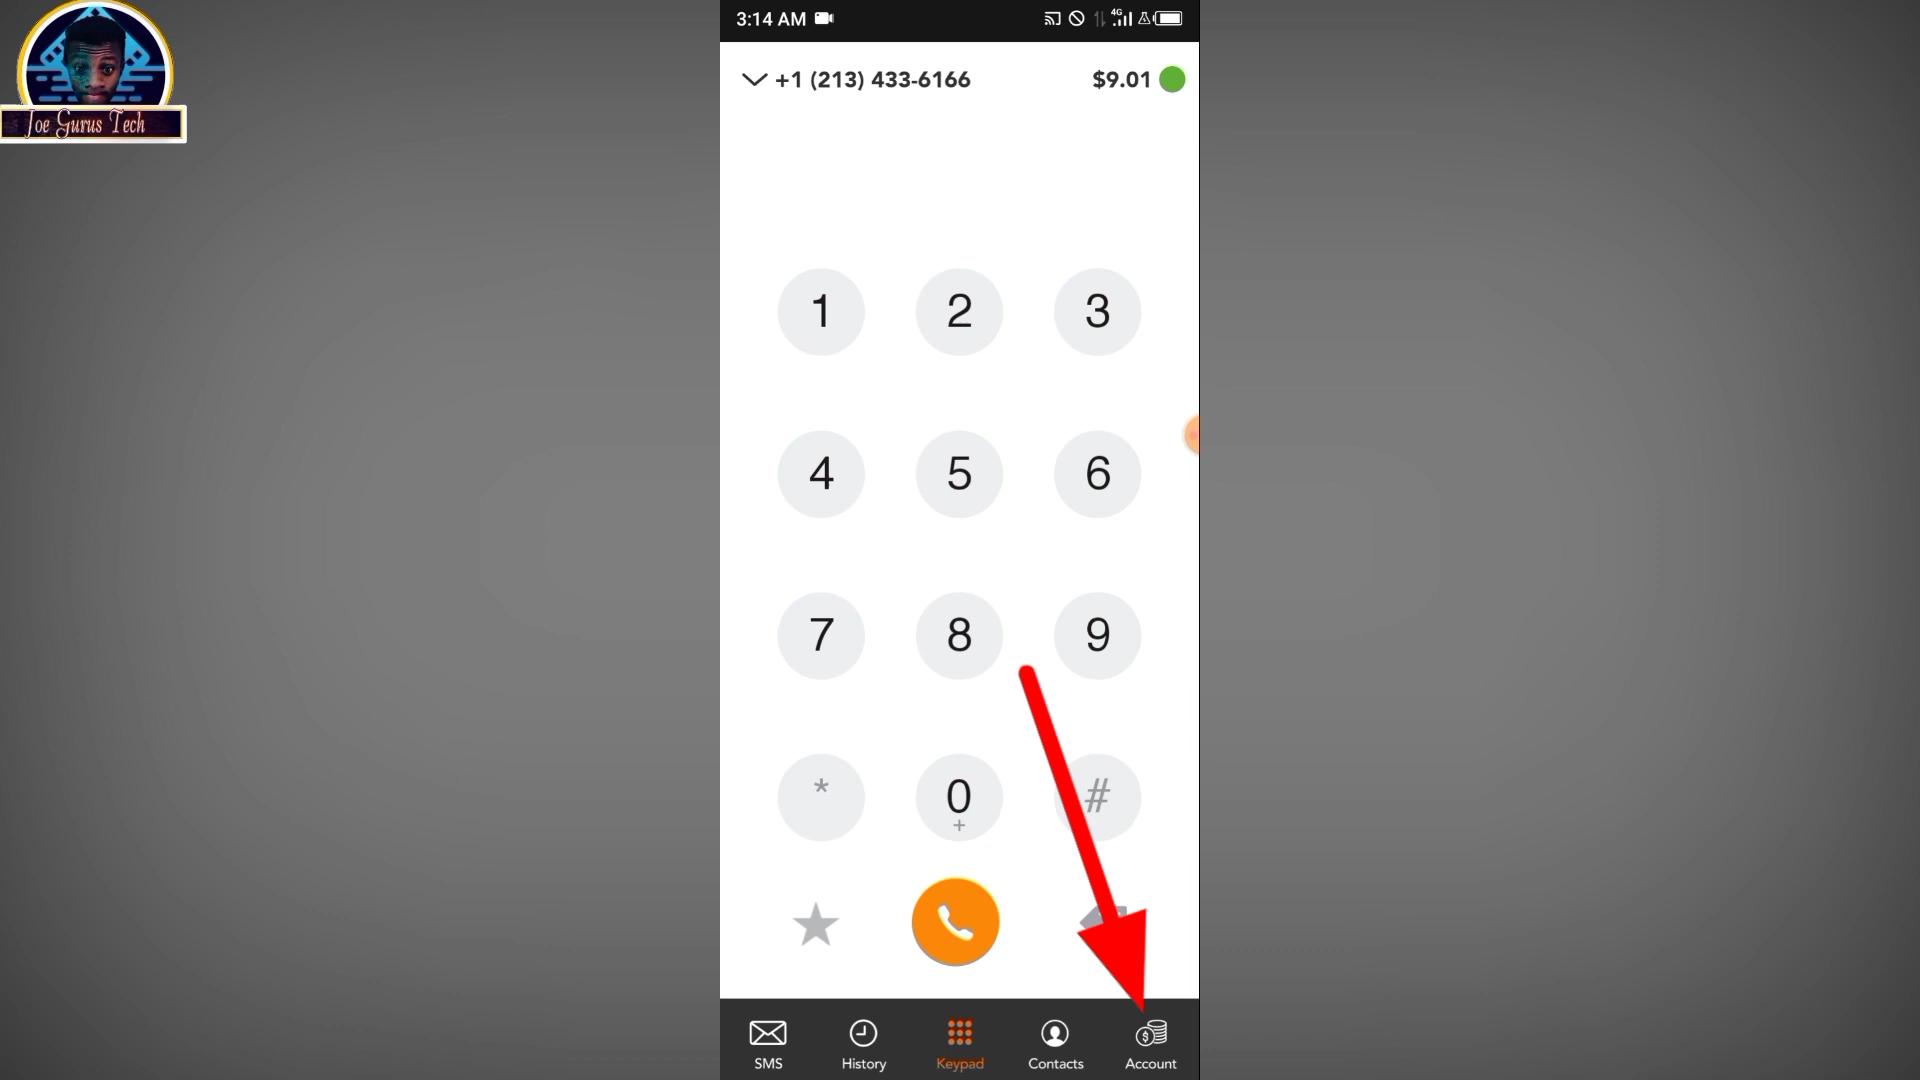 Joe Gurus Tech
3:14 AM 4G
+1 (213) 433-6166 $9.01
1 2 3
4 5 6
7 8 9
* 0 #
+
$
SMS History Keypad Contacts Account